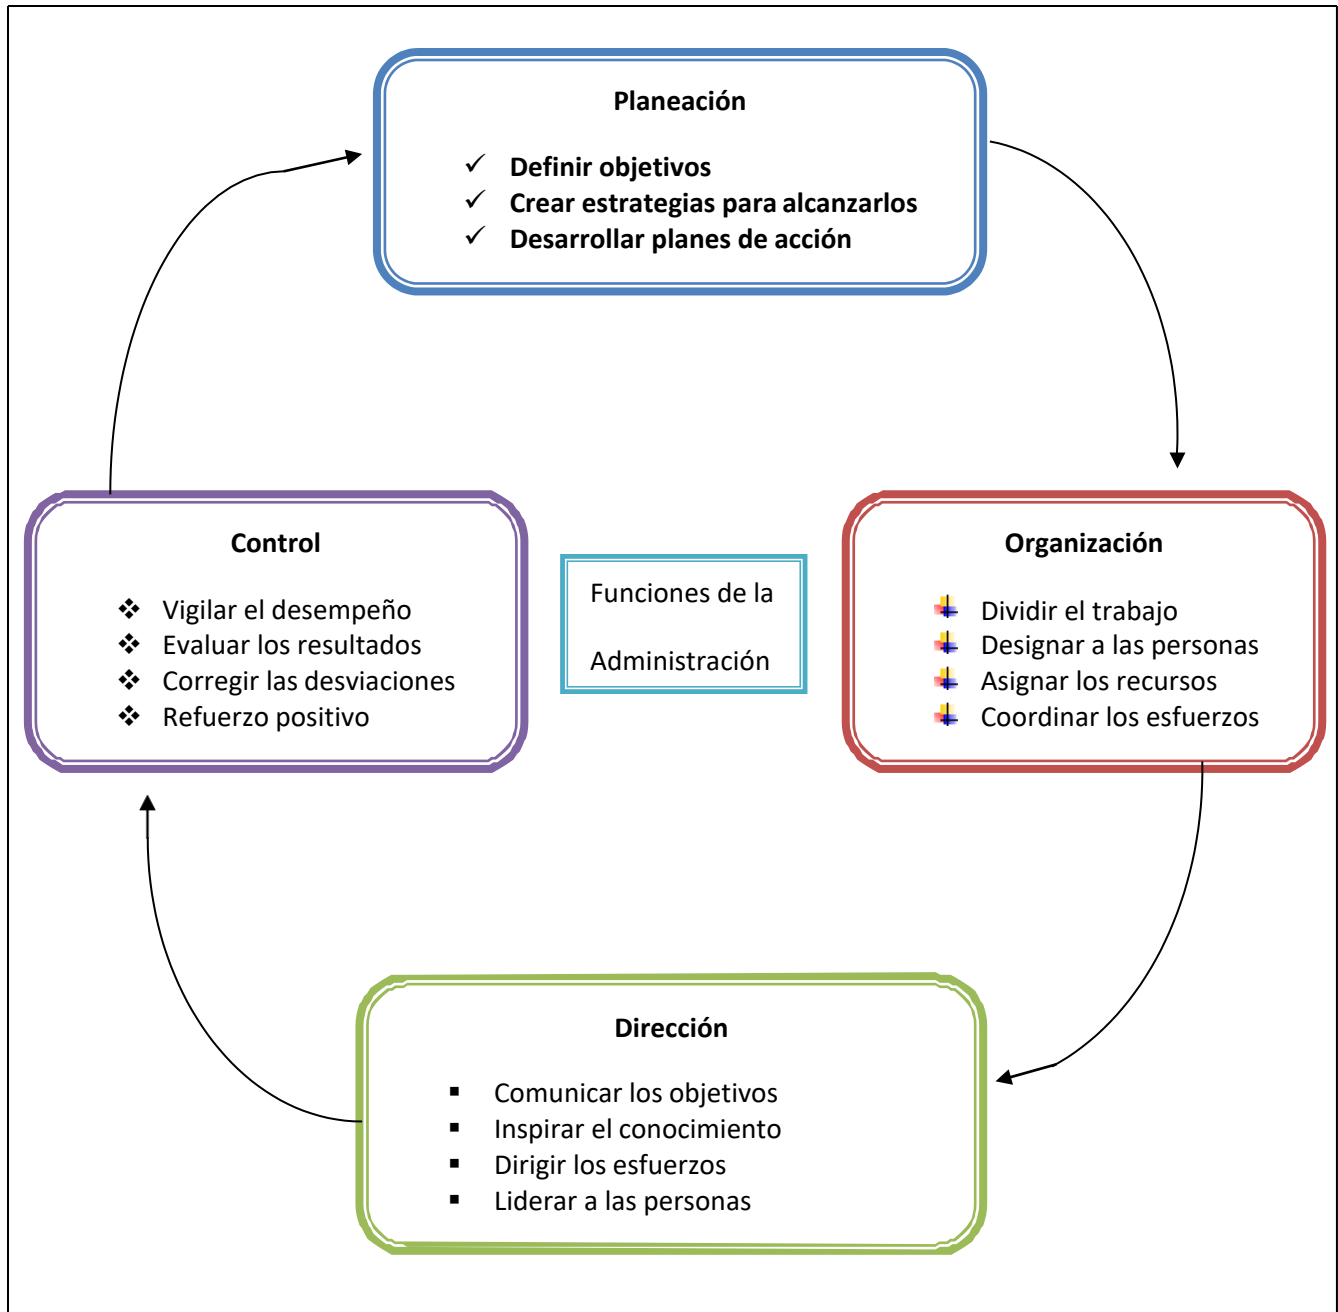 Planeación
✓ Definir objetivos
✓ Crear estrategias para alcanzarlos
✓ Desarrollar planes de acción
Control
❖ Vigilar el desempeño
❖ Evaluar los resultados
❖ Corregir las desviaciones
❖ Refuerzo positivo
Funciones de la
Administración
Organización
Dividir el trabajo
Designar a las personas
Asignar los recursos
Coordinar los esfuerzos
Dirección
▪ Comunicar los objetivos
▪ Inspirar el conocimiento
▪ Dirigir los esfuerzos
▪ Liderar a las personas